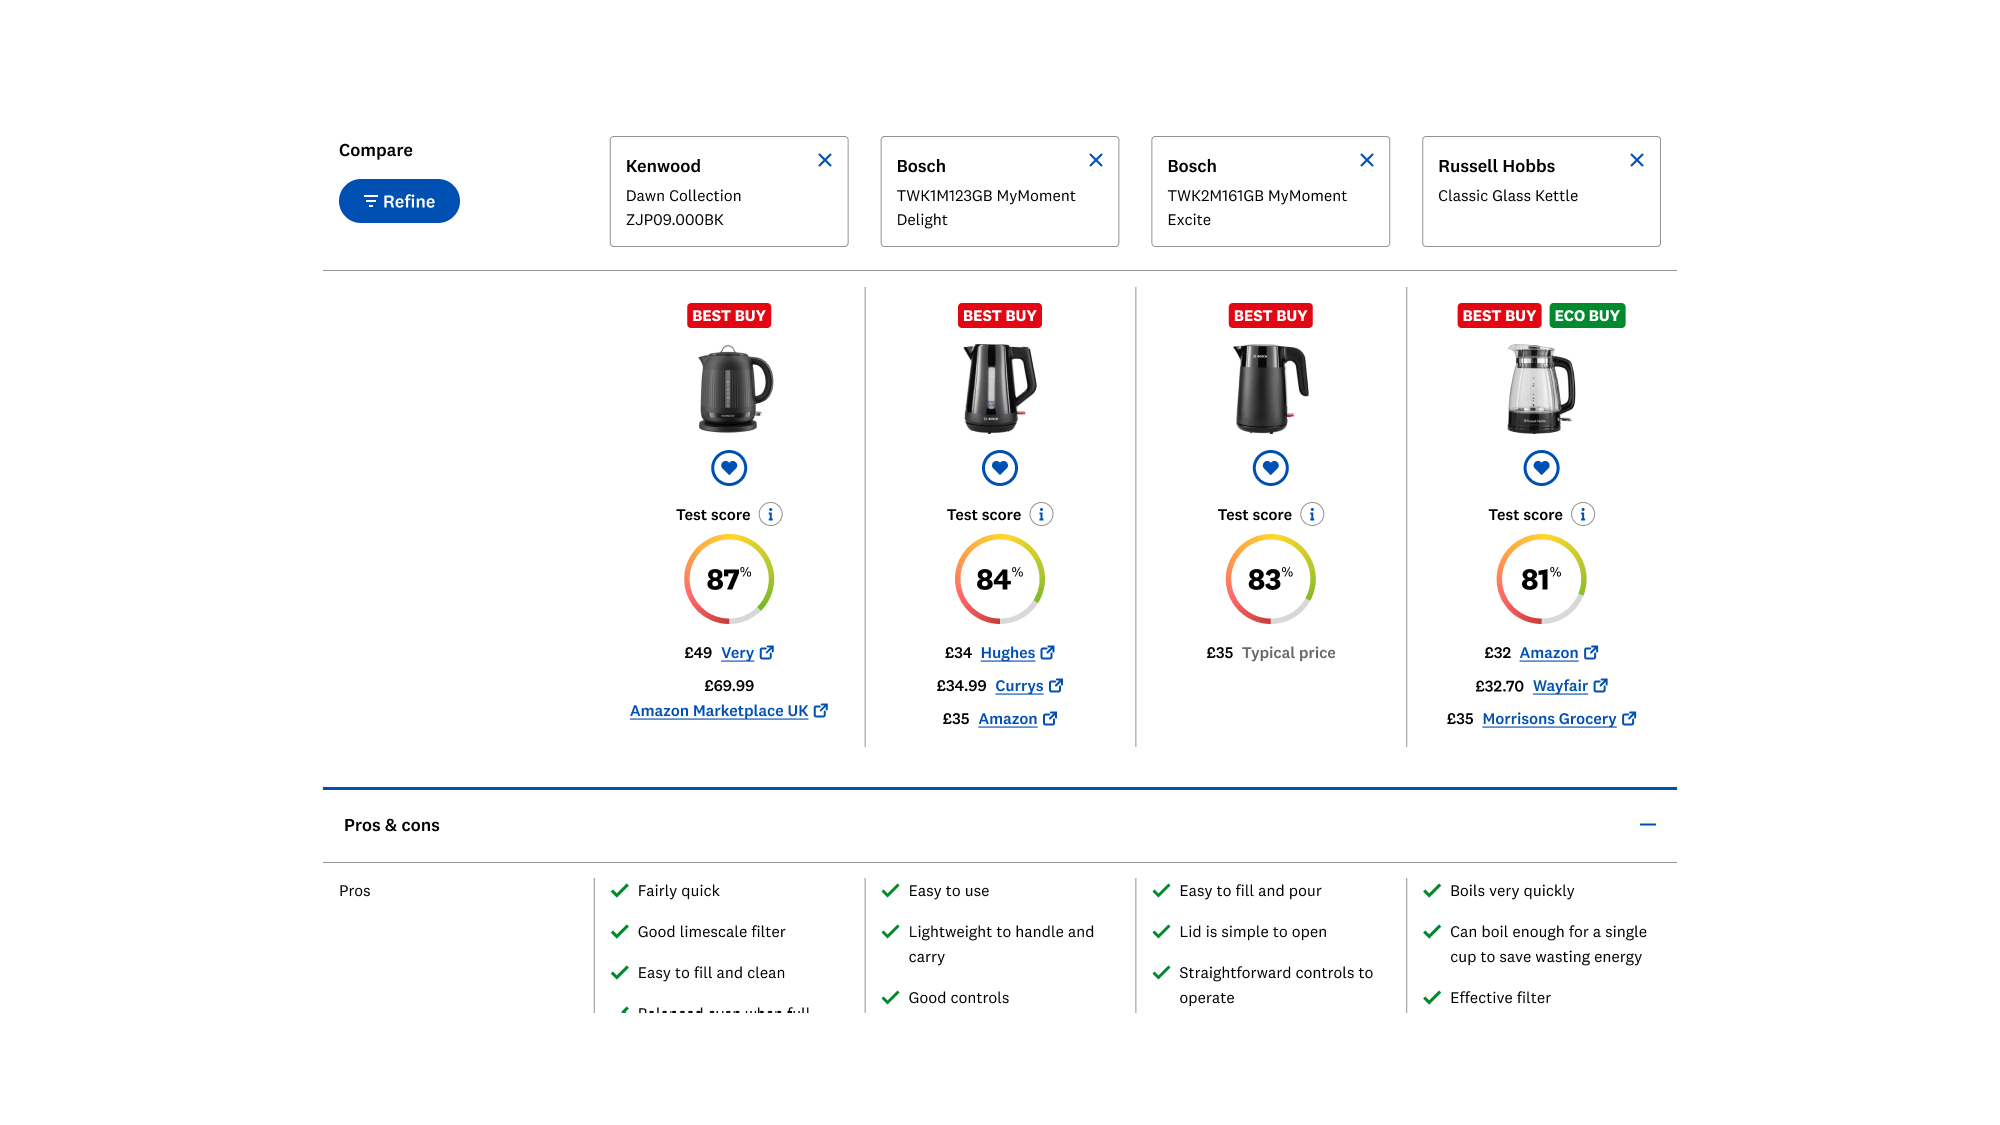 Compare
Refine
Kenwood
Dawn Collection
ZJP09.000BK
Bosch
TWK1M123GB MyMoment
Delight
Bosch
TWK2M161GB MyMoment
Excite
Russell Hobbs
Classic Glass Kettle
BEST BUY
BEST BUY
BEST BUY
BEST BUY ECO BUY
Test score i
87%
£49 Very
£69.99
Amazon Marketplace UK
Test score i
84%
£34 Hughes
£34.99 Currys
£35 Amazon
Test score i
83%
£35 Typical price
Test score i
81%
£32 Amazon
£32.70 Wayfair
£35 Morrisons Grocery
Pros & cons
Pros
Fairly quick
Good limescale filter
Easy to fill and clean
Balanced even when full
Easy to use
Lightweight to handle and
carry
Good controls
Easy to fill and pour
Lid is simple to open
Straightforward controls to
operate
Boils very quickly
Can boil enough for a single
cup to save wasting energy
Effective filter